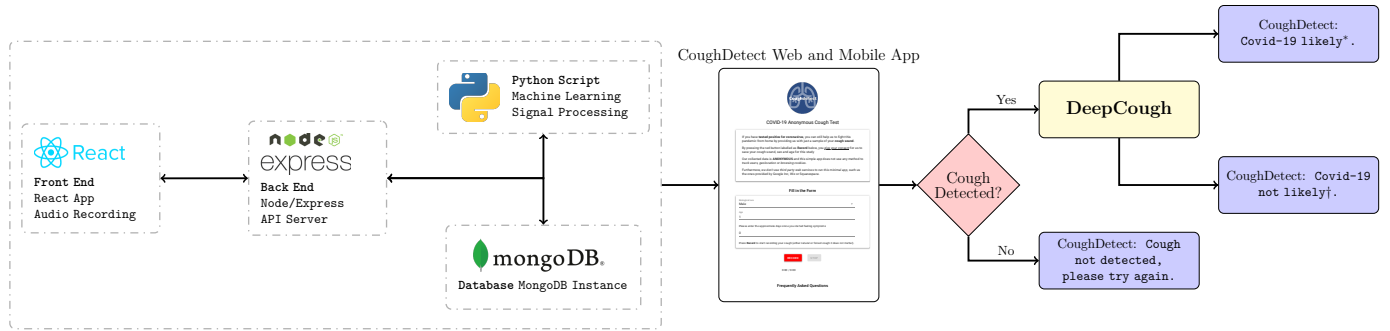 React
Front End
React App
Audio Recording
node
express
Back End
Node/Express
API Server
Python Script
Machine Learning
Signal Processing
mongoDB
Database MongoDB Instance
CoughDetect Web and Mobile App
COVID-19 Anonymous Cough Test
Fill in the Form
Frequently Asked Questions
Cough
Detected?
Yes
No
DeepCough
CoughDetect:
Covid-19 likely*.
CoughDetect: Covid-19
not likely†.
CoughDetect: Cough
not detected,
please try again.